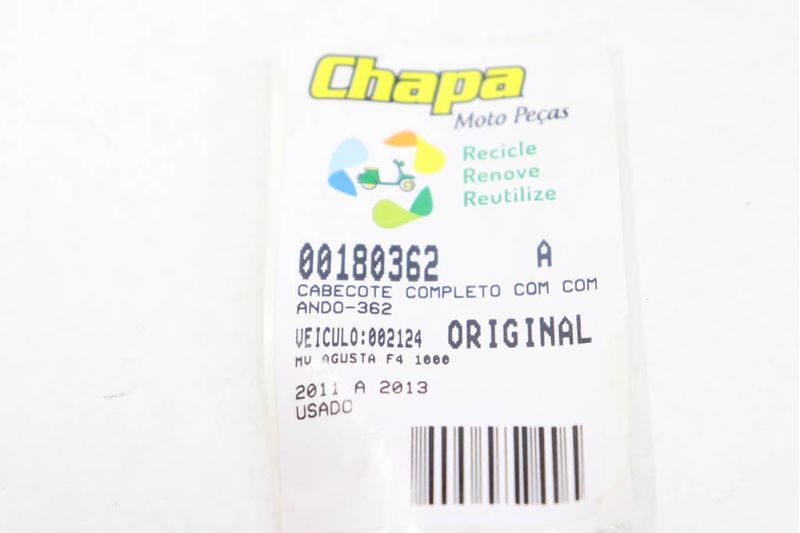 Chapa
Moto Peças
Recicle
Renove
Reutilize
00180362 A
CABECOTE COMPLETO COM COM
ANDO-362
VEICULO:002124 ORIGINAL
MV AGUSTA F4 1000
2011 A 2013
USADO